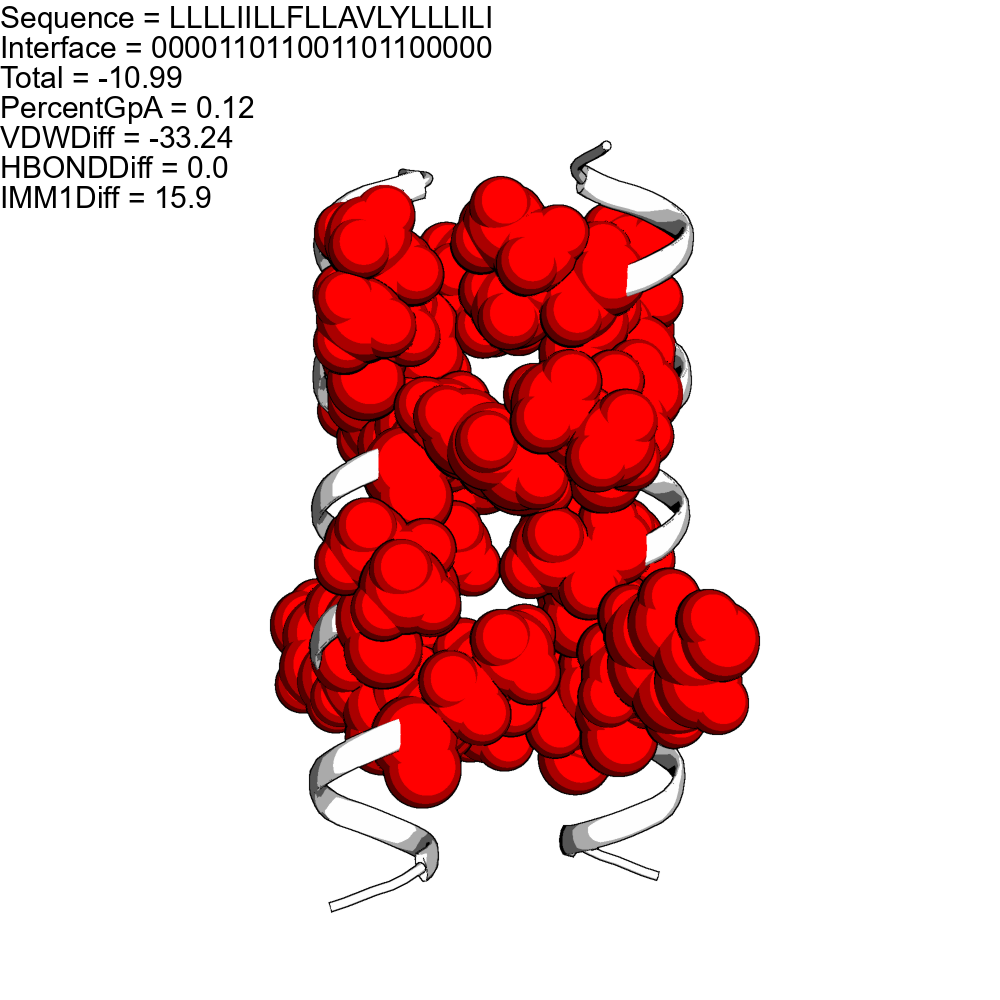 Sequence = LLLLIILLFLLAVLYLLLILI
Interface = 000011011001101100000
Total = -10.99
PercentGpA = 0.12
VDWDiff = -33.24
HBONDDiff = 0.0
IMM1Diff = 15.9